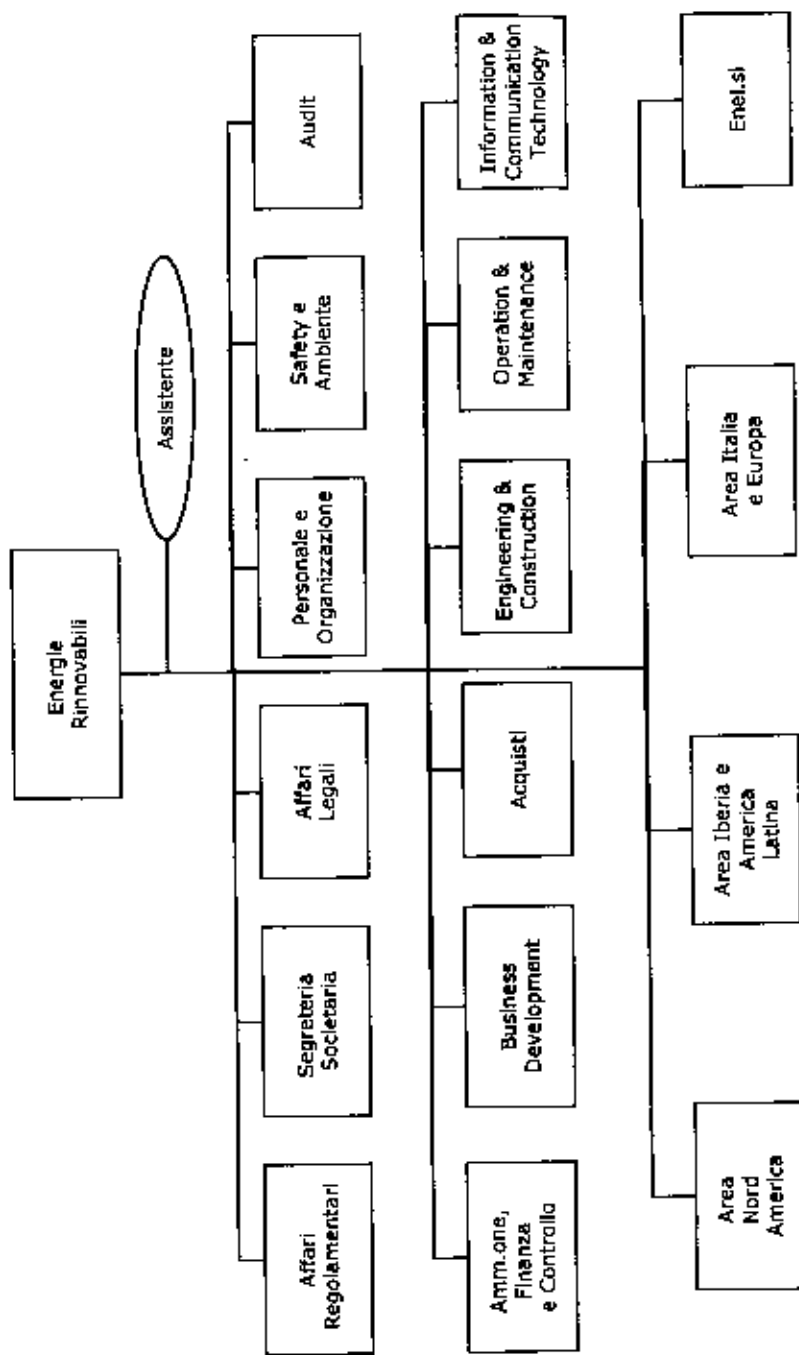 Energie
Rinnovabili
Assistente
Affari
Regolamentari
Segreteria
Societaria
Affari
Legali
Personale e
Organizzazione
Safety e
Ambiente
Audit
Amm.one,
Finanza
e Controllo
Business
Development
Acquisti
Engineering &
Construction
Operation &
Maintenance
Information &
Communication
Technology
Area
Nord
America
Area Iberia e
America
Latina
Area Italia
e Europa
Enel.si